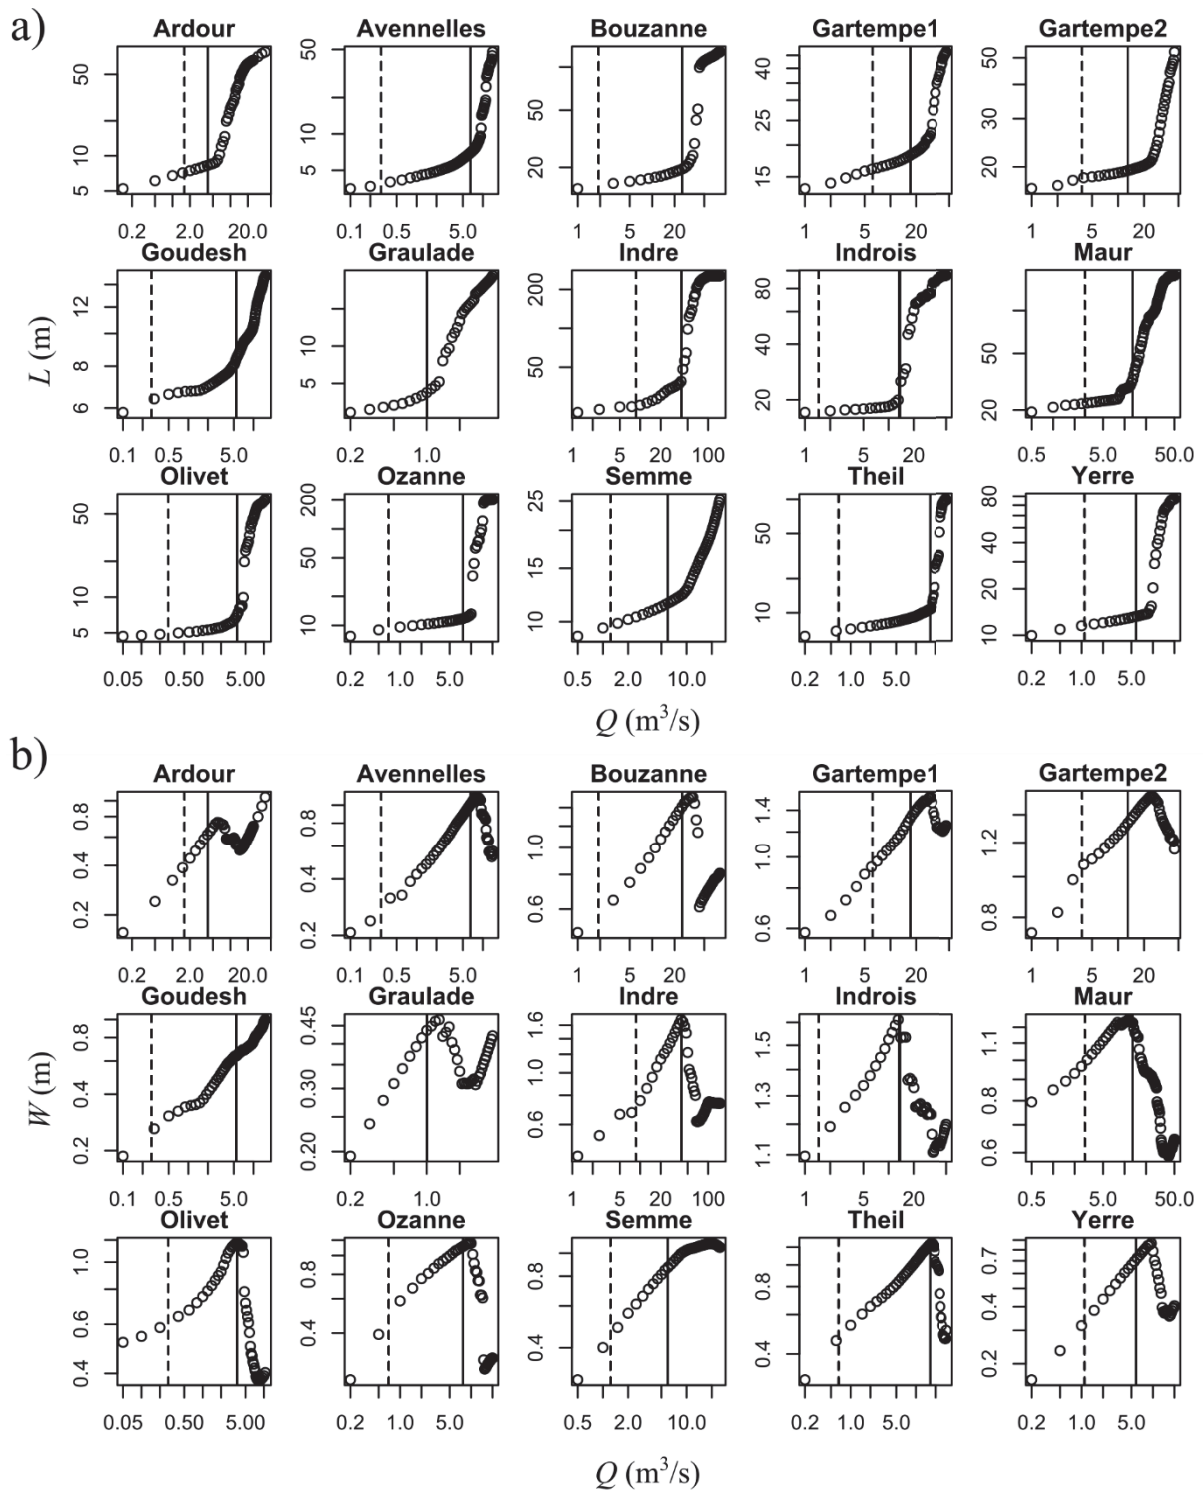 a)
Ardour Avennelles Bouzanne Gartempe1 Gartempe2
50 10 5 50 10 5 50 20 40 25 15 50 30 20
0.2 2.0 20.0 0.1 0.5 5.0 1 5 20 1 5 20 1 5 20
Goudesh Graulade Indre Indrois Maur
L (m)
12 8 6 10 5 200 50 80 40 20 50 20
0.1 0.5 5.0 0.2 1.0 1 5 20 100 1 5 20 0.5 5.0 50.0
Olivet Ozanne Semme Theil Yerre
50 10 5 200 50 10 25 15 10 50 10 80 40 20 10
0.05 0.50 5.00 0.2 1.0 5.0 0.5 2.0 10.0 0.2 1.0 5.0 0.2 1.0 5.0
Q (m³/s)
b)
Ardour Avennelles Bouzanne Gartempe1 Gartempe2
0.8 0.4 0.2 0.8 0.4 0.2 1.0 0.6 1.4 1.0 0.6 1.2 0.8
0.2 2.0 20.0 0.1 0.5 5.0 1 5 20 1 5 20 1 5 20
Goudesh Graulade Indre Indrois Maur
W (m)
0.8 0.4 0.2 0.45 0.30 0.20 1.6 1.0 0.6 1.5 1.3 1.1 1.1 0.8 0.6
0.1 0.5 5.0 0.2 1.0 1 5 20 100 1 5 20 0.5 5.0 50.0
Olivet Ozanne Semme Theil Yerre
1.0 0.6 0.4 0.8 0.4 0.8 0.4 0.8 0.4 0.7 0.4 0.2
0.05 0.50 5.00 0.2 1.0 5.0 0.5 2.0 10.0 0.2 1.0 5.0 0.2 1.0 5.0
Q (m³/s)